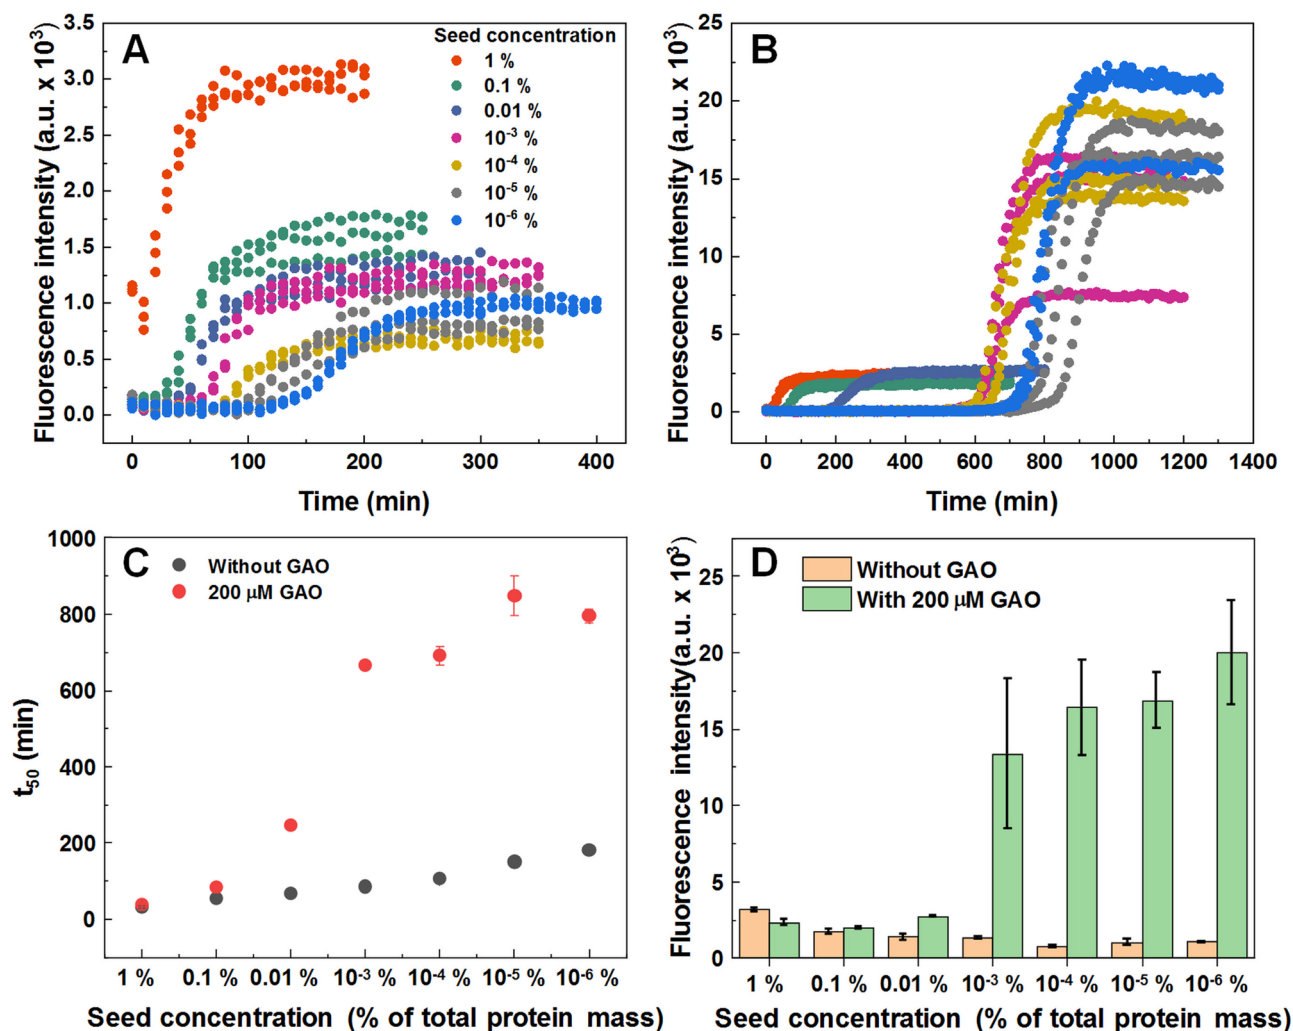 A
Fluorescence intensity (a.u. x 10³)
3.5
3.0
2.5
2.0
1.5
1.0
0.5
0.0
Seed concentration
1 %
0.1 %
0.01 %
10⁻³ %
10⁻⁴ %
10⁻⁵ %
10⁻⁶ %
0 100 200 300 400
Time (min)
B
Fluorescence intensity (a.u. x 10³)
25
20
15
10
5
0
0 200 400 600 800 1000 1200 1400
Time (min)
C
t₅₀ (min)
1000
800
600
400
200
0
Without GAO
200 μM GAO
1 % 0.1 % 0.01 % 10⁻³ % 10⁻⁴ % 10⁻⁵ % 10⁻⁶ %
Seed concentration (% of total protein mass)
D
Fluorescence intensity(a.u. x 10³)
25
20
15
10
5
0
Without GAO
With 200 μM GAO
1 % 0.1 % 0.01 % 10⁻³ % 10⁻⁴ % 10⁻⁵ % 10⁻⁶ %
Seed concentration (% of total protein mass)